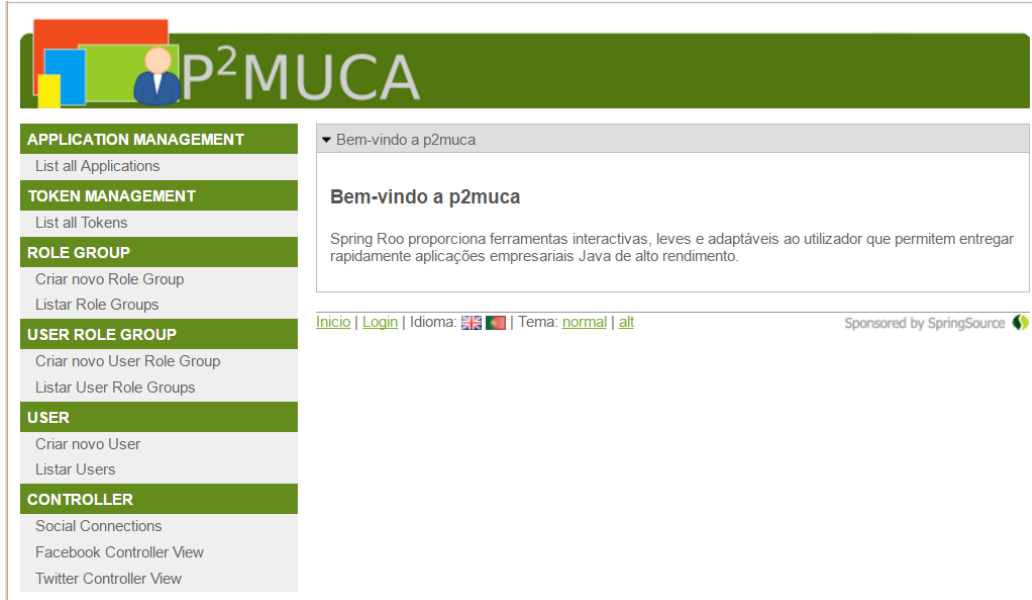 P²MUCA
APPLICATION MANAGEMENT
List all Applications
TOKEN MANAGEMENT
List all Tokens
ROLE GROUP
Criar novo Role Group
Listar Role Groups
USER ROLE GROUP
Criar novo User Role Group
Listar User Role Groups
USER
Criar novo User
Listar Users
CONTROLLER
Social Connections
Facebook Controller View
Twitter Controller View
Bem-vindo a p2muca
Bem-vindo a p2muca
Spring Roo proporciona ferramentas interactivas, leves e adaptáveis ao utilizador que permitem entregar
rapidamente aplicações empresariais Java de alto rendimento.
Inicio | Login | Idioma: | Tema: normal | alt
Sponsored by SpringSource